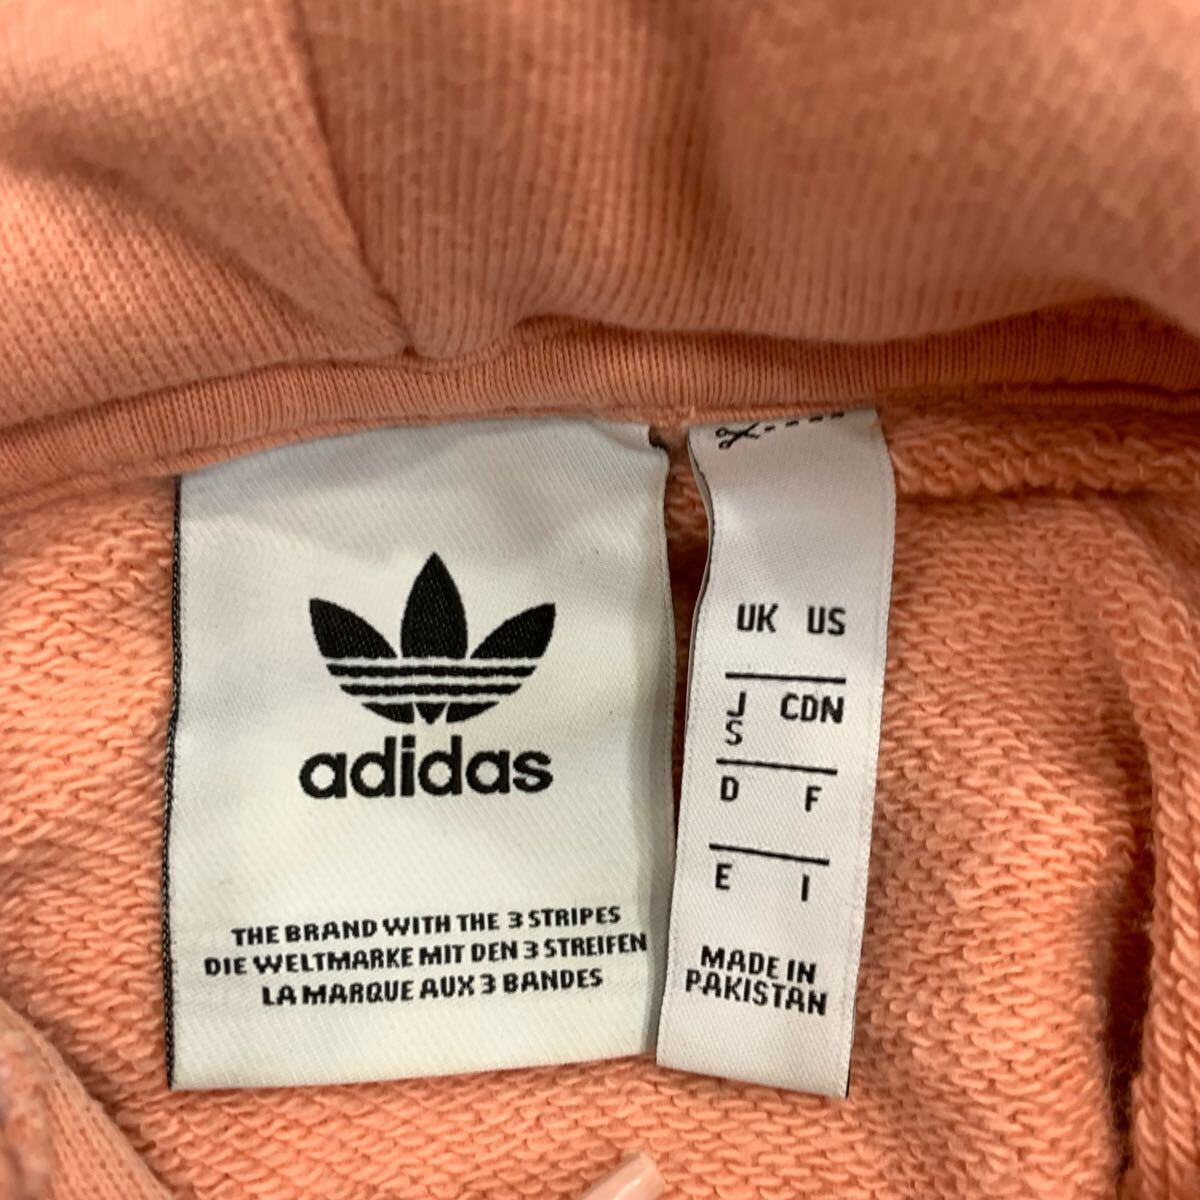 adidas
THE BRAND WITH THE 3 STRIPES
DIE WELTMARKE MIT DEN 3 STREIFEN
LA MARQUE AUX 3 BANDES
UK US
J CDN
S
D F
E I
MADE IN
PAKISTAN